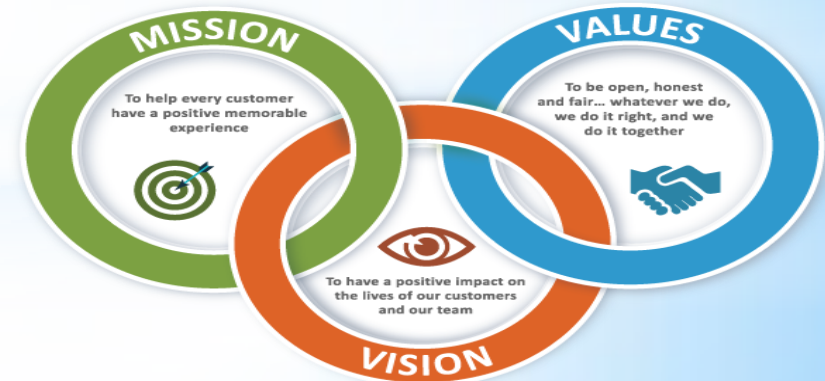 MISSION
To help every customer
have a positive memorable
experience
VALUES
To be open, honest
and fair... whatever we do,
we do it right, and we
do it together
To have a positive impact on
the lives of our customers
and our team
VISION